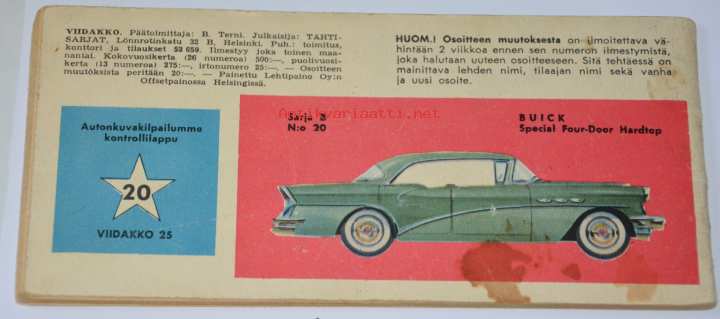 VIIDAKKO. Päätoimittaja: B. Terni. Julkaisija: TAHTI-
SARJAT, Lönnrotinkatu 32 B, Helsinki. Puh.: toimitus,
konttori ja tilaukset 58 659. Ilmestyy joka toinen maa-
nantai. Kokovuosikerta (26 numeroa) 500:—, puolivuosi-
kerta (13 numeroa) 275:—, irtonumero 25:—. — Osoitteen
muutoksista peritään 20:—. — Painettu Lehtipaino Oy:n
Offsetpainossa Helsingissä.
HUOM.! Osoitteen muutoksesta on ilmoitettava vä-
hintään 2 viikkoa ennen sen numeron ilmestymistä,
joka halutaan uuteen osoitteeseen. Sitä tehtäessä on
mainittava lehden nimi, tilaajan nimi sekä vanha
ja uusi osoite.
Autonkuvakilpailumme
kontrollilappu
20
VIIDAKKO 25
Antikvariaatti.net
Sarja B
N:o 20
BUICK
Special Four-Door Hardtop